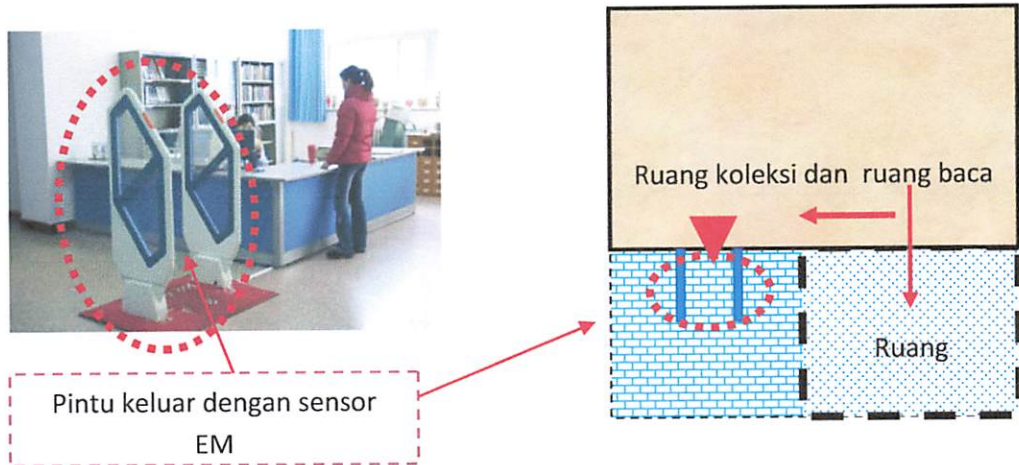 Ruang koleksi dan ruang baca
Ruang
Pintu keluar dengan sensor
EM